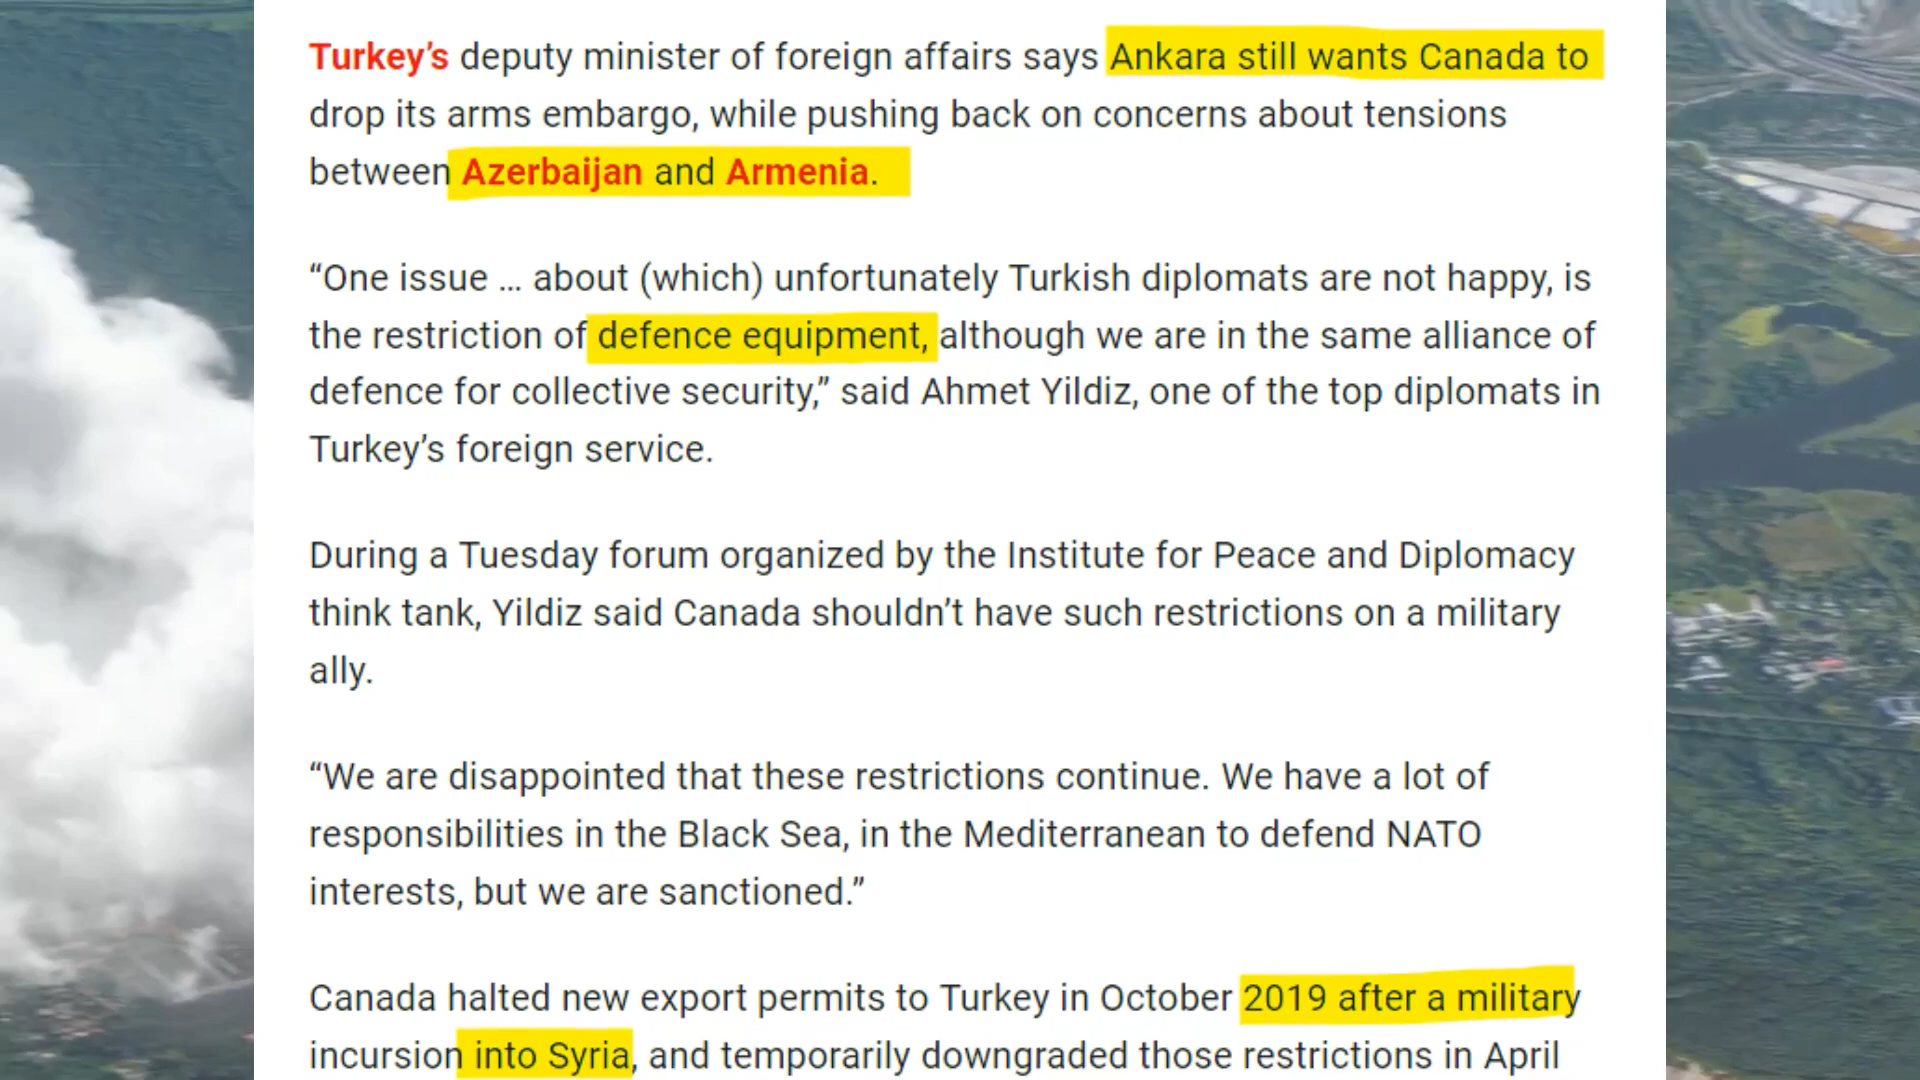 Turkey’s deputy minister of foreign affairs says Ankara still wants Canada to
drop its arms embargo, while pushing back on concerns about tensions
between Azerbaijan and Armenia.
“One issue … about (which) unfortunately Turkish diplomats are not happy, is
the restriction of defence equipment, although we are in the same alliance of
defence for collective security,” said Ahmet Yildiz, one of the top diplomats in
Turkey’s foreign service.
During a Tuesday forum organized by the Institute for Peace and Diplomacy
think tank, Yildiz said Canada shouldn’t have such restrictions on a military
ally.
“We are disappointed that these restrictions continue. We have a lot of
responsibilities in the Black Sea, in the Mediterranean to defend NATO
interests, but we are sanctioned.”
Canada halted new export permits to Turkey in October 2019 after a military
incursion into Syria, and temporarily downgraded those restrictions in April